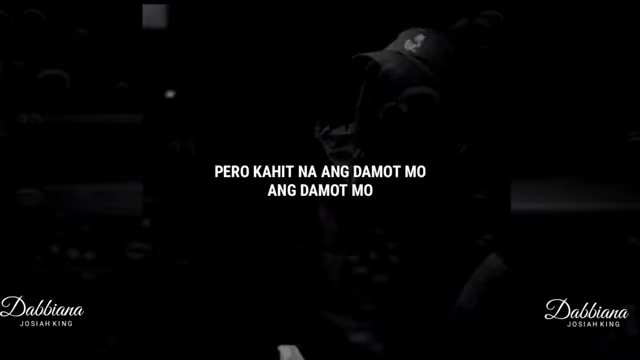 PERO KAHIT NA ANG DAMOT MO
ANG DAMOT MO
Dabbiana
JOSIAH KING
Dabbiana
JOSIAH KING